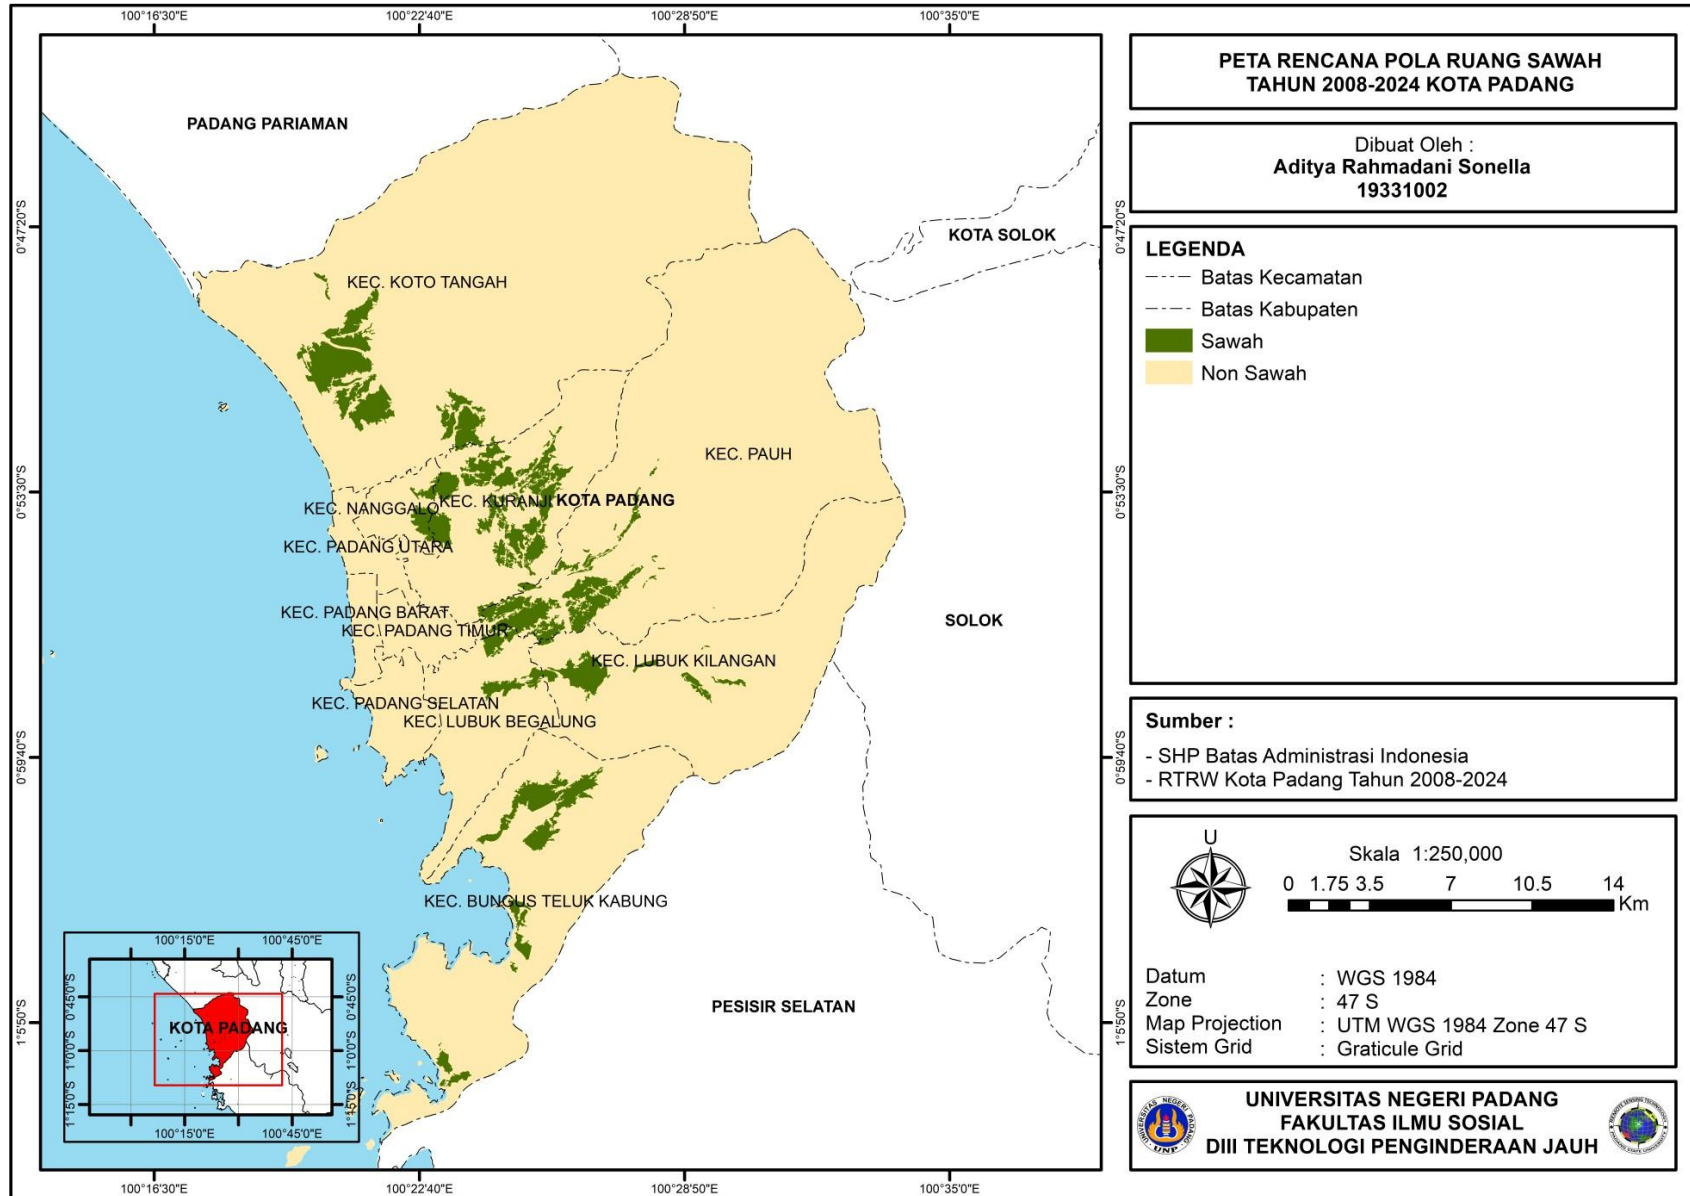 100°16'30"E 100°22'40"E 100°28'50"E 100°35'0"E
0°47'20"S
0°53'30"S
0°59'40"S
1°5'50"S
PADANG PARIAMAN
KOTA SOLOK
KEC. KOTO TANGAH
KEC. PAUH
KEC. NANGGALO
KEC. KURANJI
KOTA PADANG
KEC. PADANG UTARA
KEC. PADANG BARAT
KEC. PADANG TIMUR
SOLOK
KEC. LUBUK KILANGAN
KEC. PADANG SELATAN
KEC. LUBUK BEGALUNG
KEC. BUNGUS TELUK KABUNG
PESISIR SELATAN
100°15'0"E 100°45'0"E
0°45'0"S
1°0'0"S
1°15'0"S
KOTA PADANG
0°45'0"S
1°0'0"S
1°15'0"S
100°15'0"E 100°45'0"E
0°47'20"S
0°53'30"S
0°59'40"S
1°5'50"S
100°16'30"E 100°22'40"E 100°28'50"E 100°35'0"E
PETA RENCANA POLA RUANG SAWAH
TAHUN 2008-2024 KOTA PADANG
Dibuat Oleh :
Aditya Rahmadani Sonella
19331002
LEGENDA
Batas Kecamatan
Batas Kabupaten
Sawah
Non Sawah
Sumber :
- SHP Batas Administrasi Indonesia
- RTRW Kota Padang Tahun 2008-2024
U
Skala 1:250,000
0 1.75 3.5 7 10.5 14
Km
Datum : WGS 1984
Zone : 47 S
Map Projection : UTM WGS 1984 Zone 47 S
Sistem Grid : Graticule Grid
UNIVERSITAS NEGERI PADANG
FAKULTAS ILMU SOSIAL
DIII TEKNOLOGI PENGINDERAAN JAUH
UNIVERSITAS NEGERI PADANG
UNP